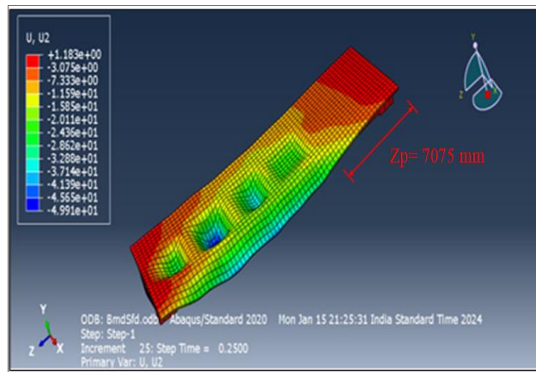 U, U2
+1.183e+00
-3.075e+00
-7.333e+00
-1.159e+01
-1.585e+01
-2.011e+01
-2.436e+01
-2.862e+01
-3.288e+01
-3.714e+01
-4.139e+01
-4.565e+01
-4.991e+01
Y
Z
X
Zp= 7075 mm
Y
Z
X
ODB: BmdSfd.odb Abaqus/Standard 2020 Mon Jan 15 21:25:31 India Standard Time 2024
Step: Step-1
Increment 25: Step Time = 0.2500
Primary Var: U, U2